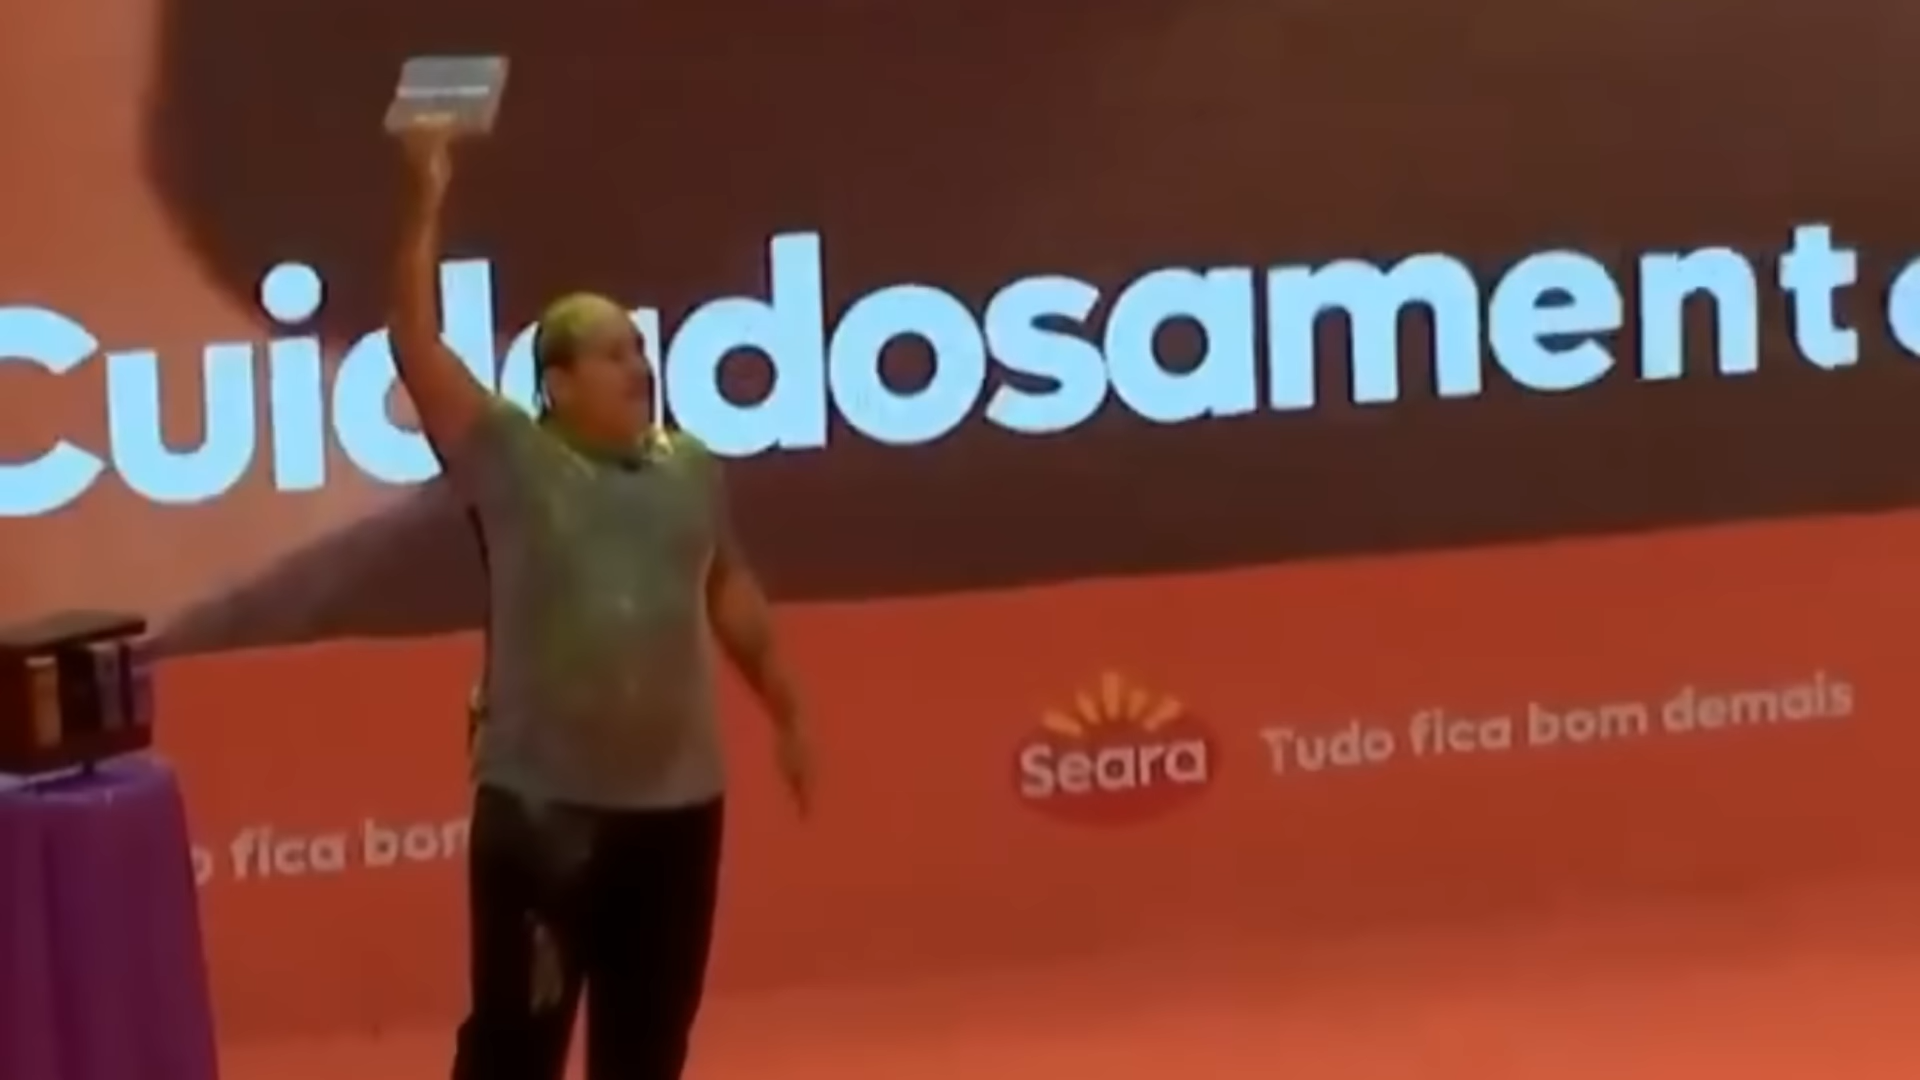 Cuidadosament
Seara
Tudo fica bom demais
fica bom